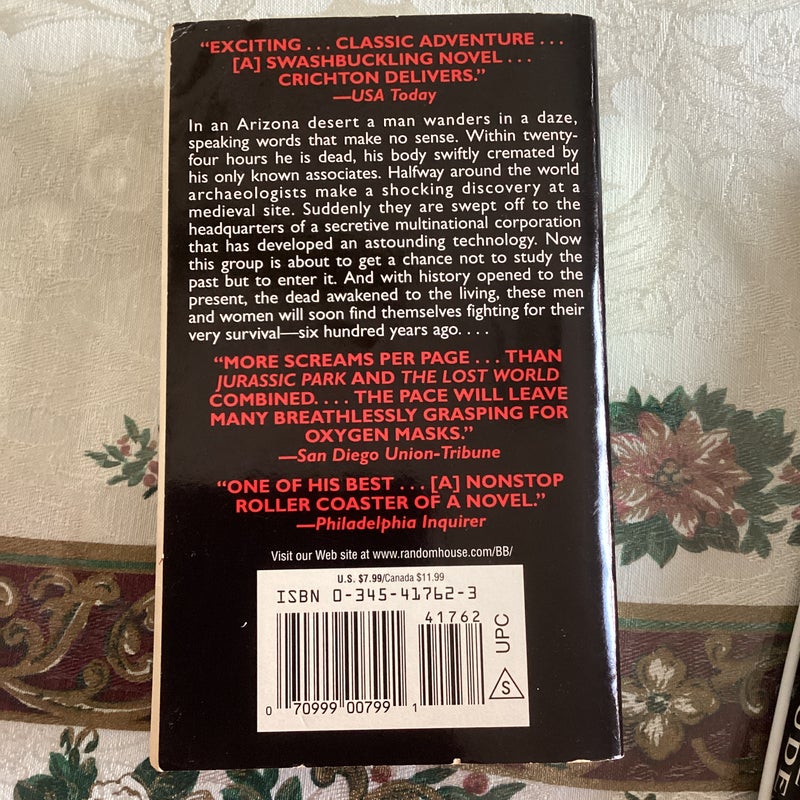 “EXCITING . . . CLASSIC ADVENTURE . . .
[A] SWASHBUCKLING NOVEL . . .
CRICHTON DELIVERS.”
—USA Today
In an Arizona desert a man wanders in a daze,
speaking words that make no sense. Within twenty-
four hours he is dead, his body swiftly cremated by
his only known associates. Halfway around the world
archaeologists make a shocking discovery at a
medieval site. Suddenly they are swept off to the
headquarters of a secretive multinational corporation
that has developed an astounding technology. Now
this group is about to get a chance not to study the
past but to enter it. And with history opened to the
present, the dead awakened to the living, these men
and women will soon find themselves fighting for their
very survival—six hundred years ago. . . .
“MORE SCREAMS PER PAGE . . . THAN
JURASSIC PARK AND THE LOST WORLD
COMBINED. . . . THE PACE WILL LEAVE
MANY BREATHLESSLY GRASPING FOR
OXYGEN MASKS.”
—San Diego Union-Tribune
“ONE OF HIS BEST . . . [A] NONSTOP
ROLLER COASTER OF A NOVEL.”
—Philadelphia Inquirer
Visit our Web site at www.randomhouse.com/BB/
U.S. $7.99/Canada $11.99
ISBN 0-345-41762-3
41762
UPC
S
0 70999 00799 1
ODE